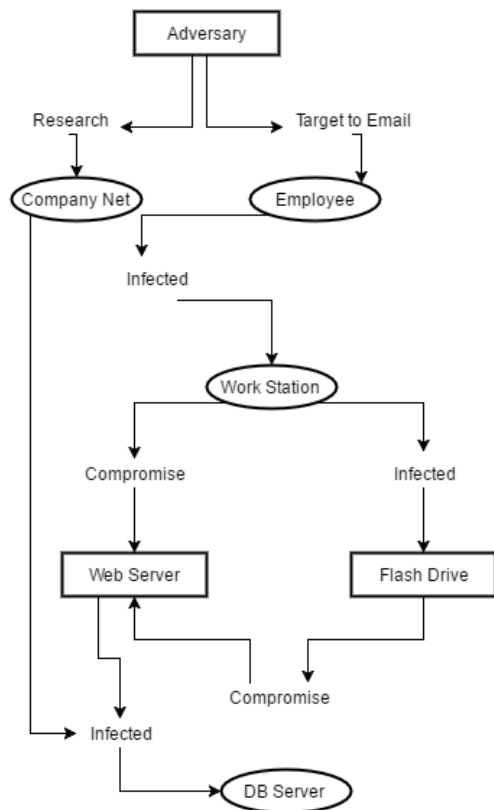 Adversary
Research
Target to Email
Company Net
Employee
Infected
Work Station
Compromise
Infected
Web Server
Flash Drive
Compromise
Infected
DB Server